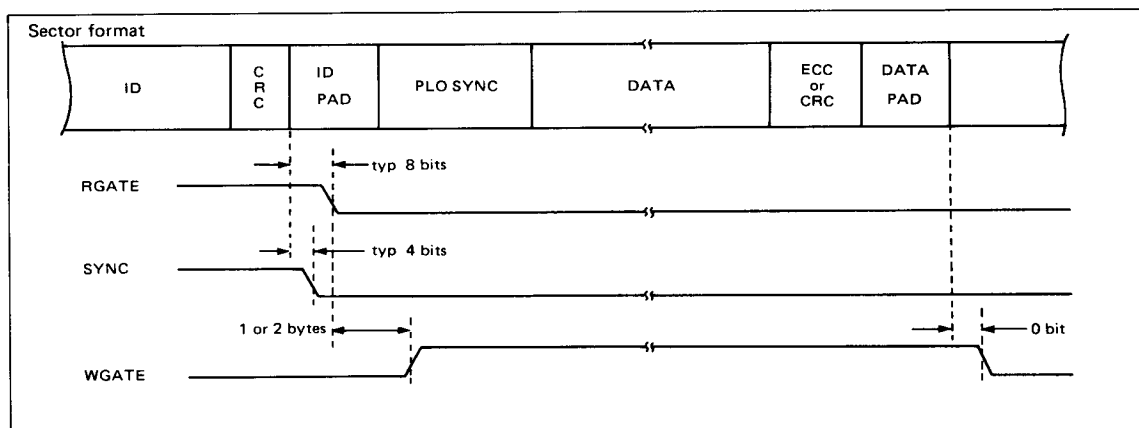 Sector format
ID
C
R
C
ID
PAD
PLO SYNC
DATA
ECC
or
CRC
DATA
PAD
typ 8 bits
RGATE
typ 4 bits
SYNC
1 or 2 bytes
0 bit
WGATE